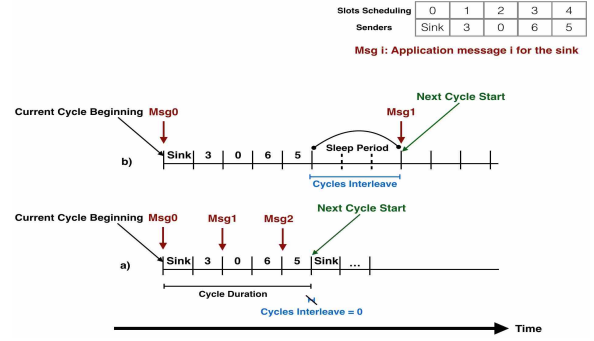 Slots Scheduling 0 1 2 3 4
Senders Sink 3 0 6 5
Msg i: Application message i for the sink
Next Cycle Start
Current Cycle Beginning Msg0 Msg1
Sleep Period
b) Sink 3 0 6 5
Cycles Interleave
Next Cycle Start
Current Cycle Beginning Msg0 Msg1 Msg2
a) Sink 3 0 6 5 Sink ...
Cycle Duration
Cycles Interleave = 0
Time